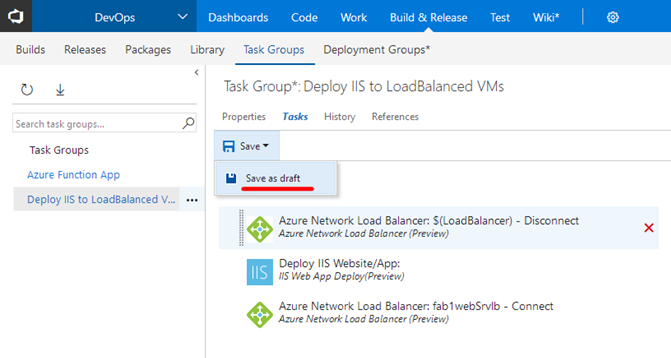 DevOps
Dashboards Code Work Build & Release Test Wiki*
Builds Releases Packages Library Task Groups Deployment Groups*
Task Group*: Deploy IIS to LoadBalanced VMs
Properties Tasks History References
Search task groups...
Save
Task Groups
Save as draft
Azure Function App
Deploy IIS to LoadBalanced V... ...
Azure Network Load Balancer: $(LoadBalancer) - Disconnect
Azure Network Load Balancer (Preview)
IIS
Deploy IIS Website/App:
IIS Web App Deploy(Preview)
Azure Network Load Balancer: fab1webSrvlb - Connect
Azure Network Load Balancer (Preview)